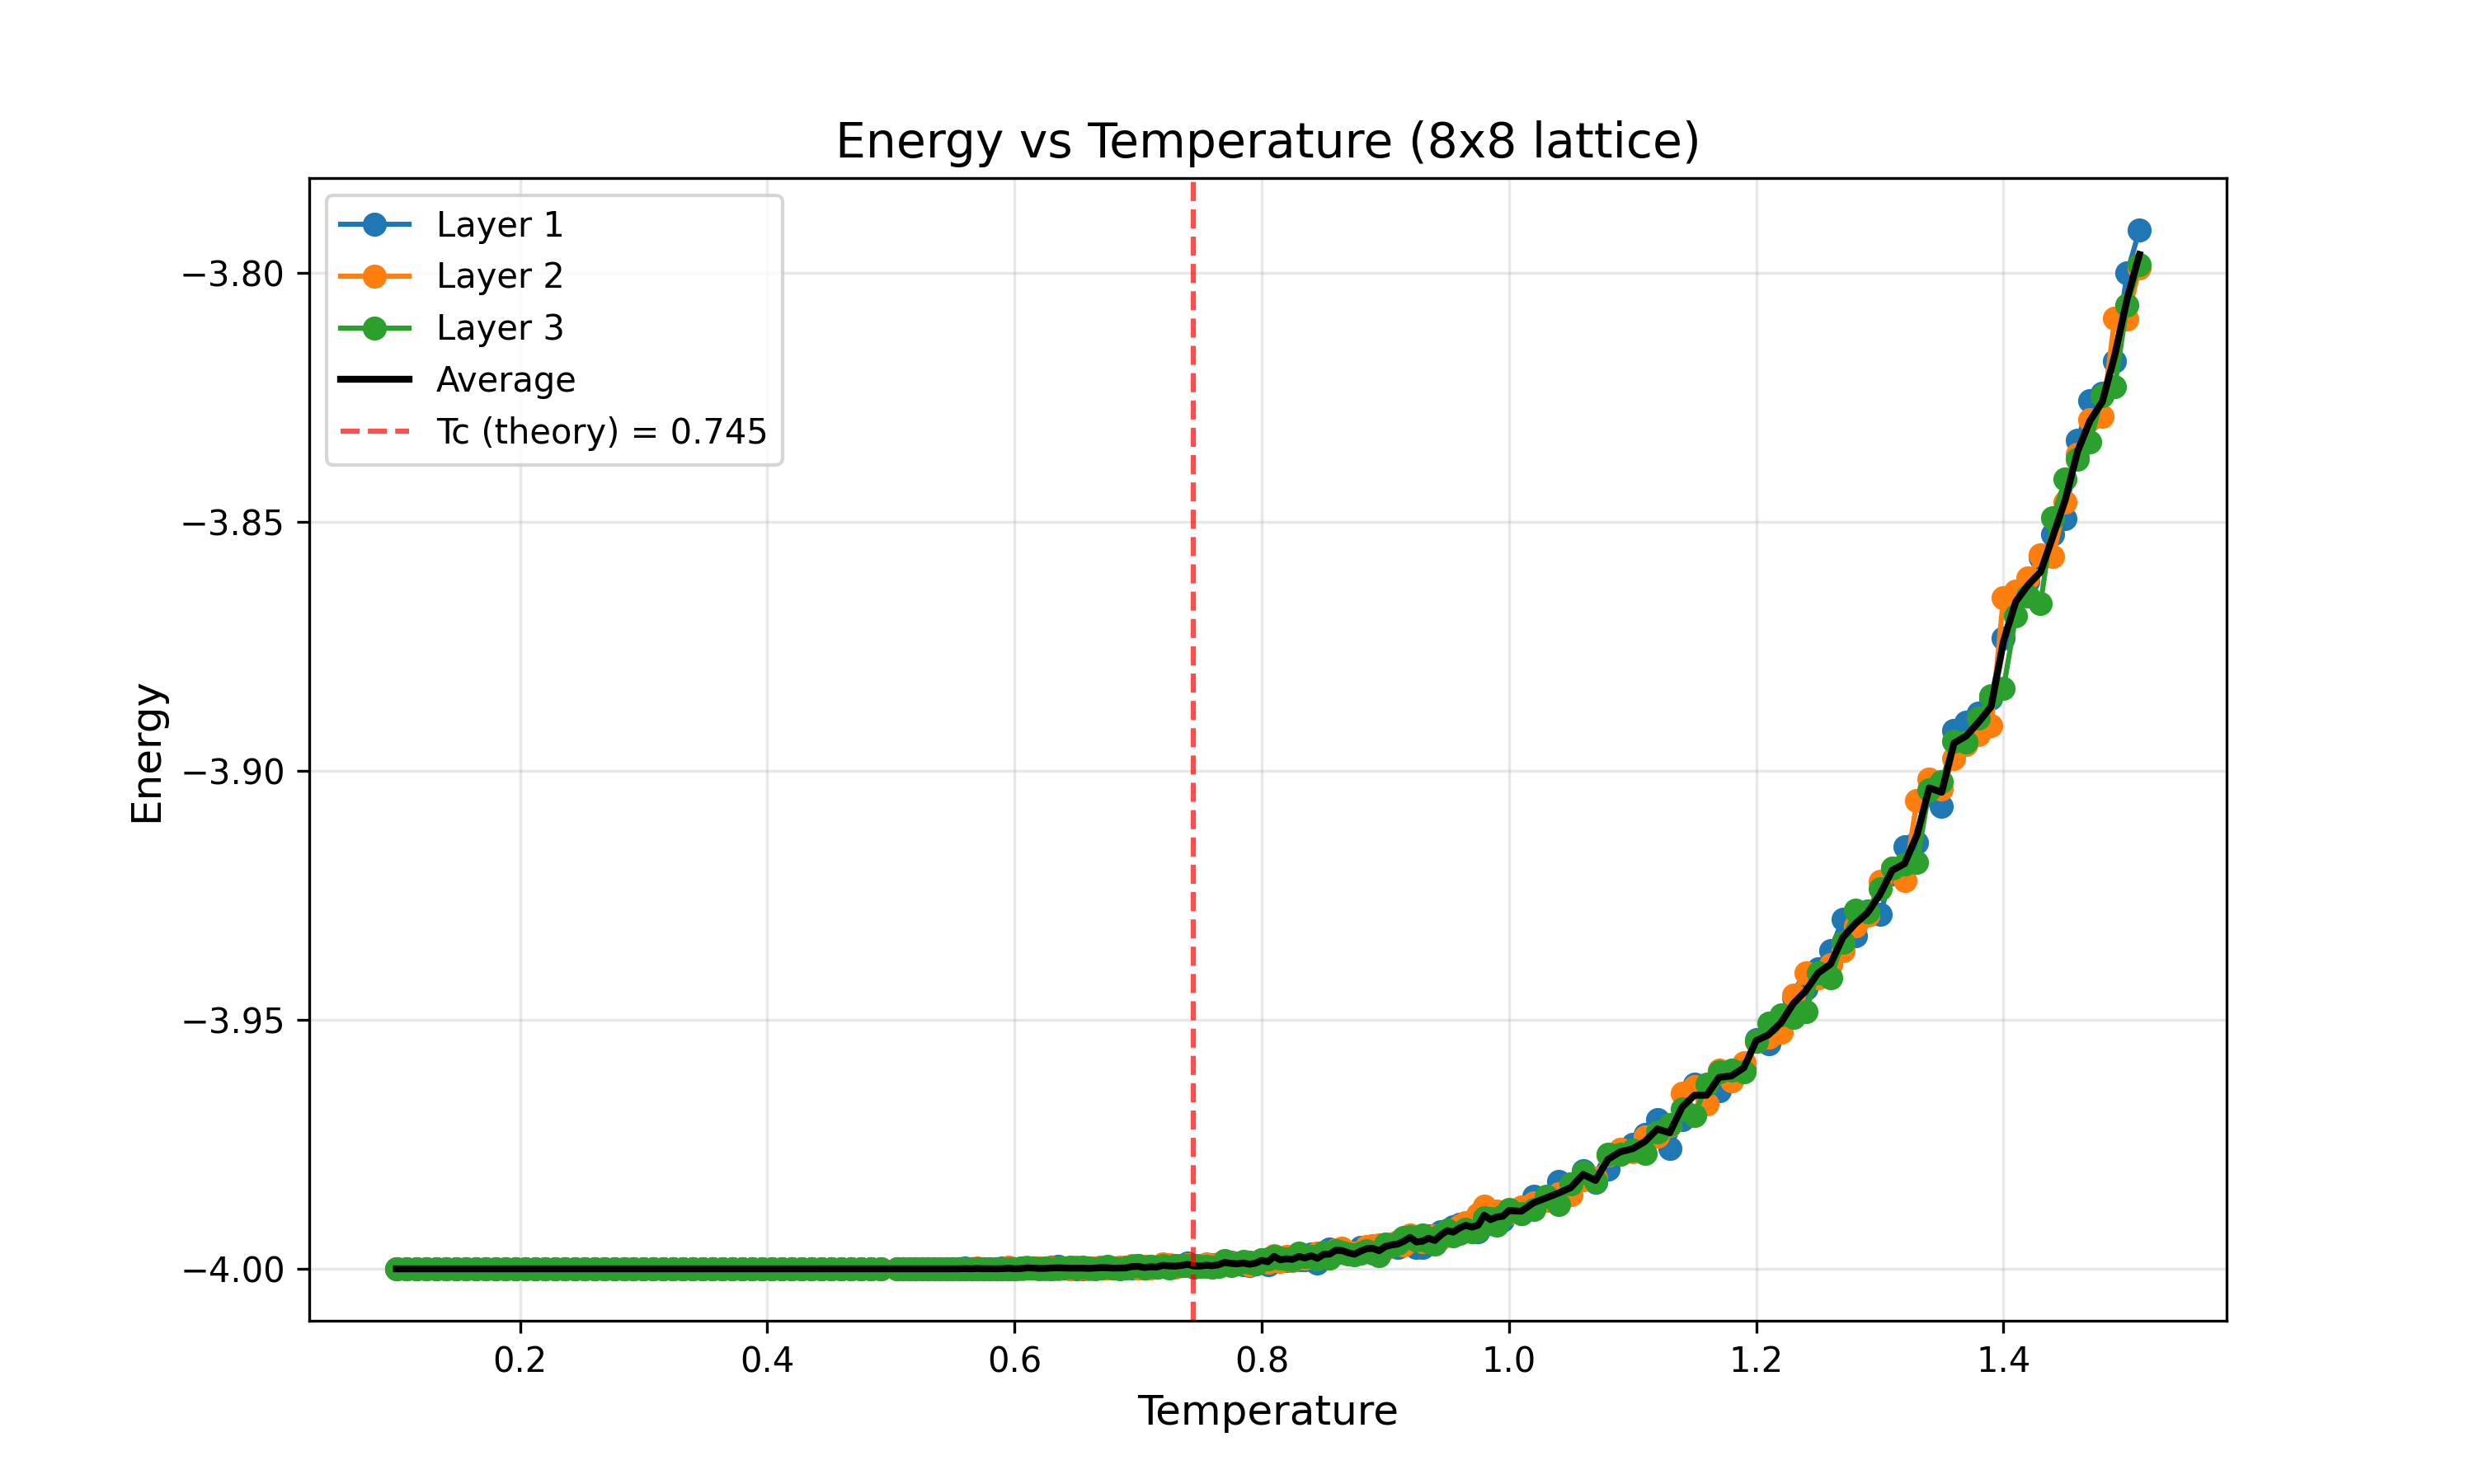 Energy vs Temperature (8x8 lattice)
Layer 1
Layer 2
Layer 3
Average
Tc (theory) = 0.745
Energy
−3.80
−3.85
−3.90
−3.95
−4.00
0.2 0.4 0.6 0.8 1.0 1.2 1.4
Temperature